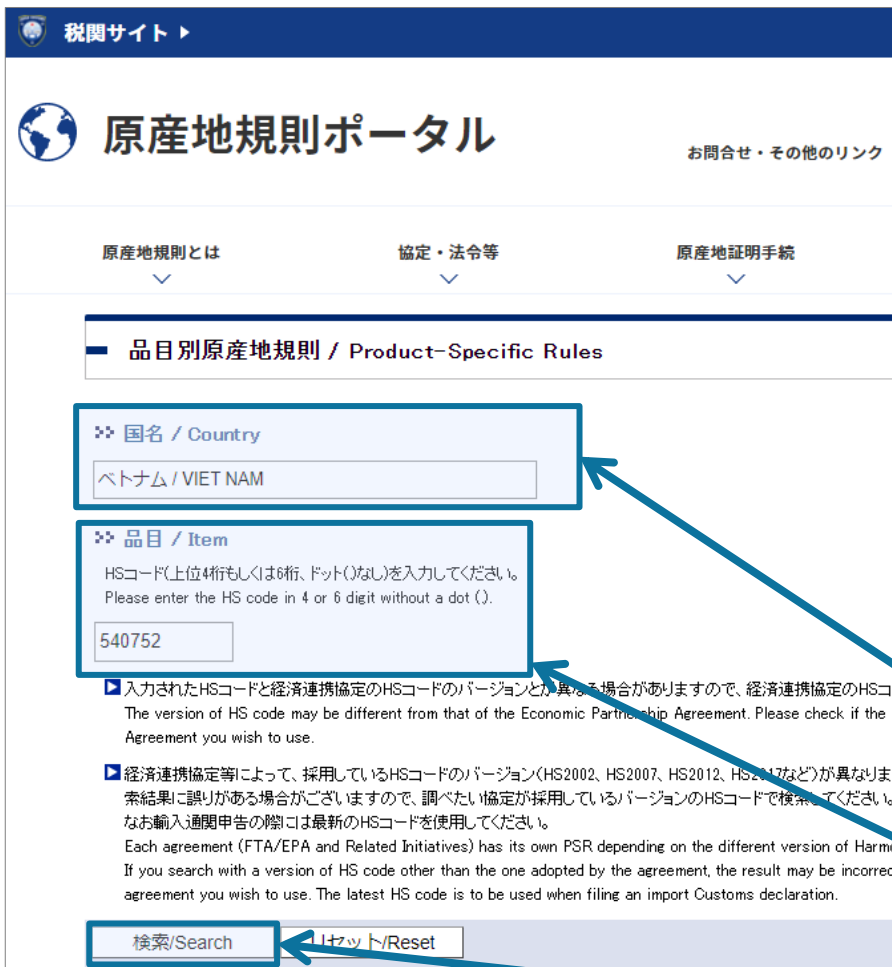 税関サイト
原産地規則ポータル
お問合せ・その他のリンク
原産地規則とは 協定・法令等 原産地証明手続
品目別原産地規則 / Product-Specific Rules
国名 / Country
ベトナム / VIET NAM
品目 / Item
HSコード(上位4桁もしくは6桁、ドット(.)なし)を入力してください。
Please enter the HS code in 4 or 6 digit without a dot (.).
540752
入力されたHSコードと経済連携協定のHSコードのバージョンとが異なる場合がありますので、経済連携協定のHSコ
The version of HS code may be different from that of the Economic Partnership Agreement. Please check if the
Agreement you wish to use.
経済連携協定等によって、採用しているHSコードのバージョン(HS2002、HS2007、HS2012、HS2017など)が異なりま
索結果に誤りがある場合がございますので、調べたい協定が採用しているバージョンのHSコードで検索してください。
なお輸入通関申告の際には最新のHSコードを使用してください。
Each agreement (FTA/EPA and Related Initiatives) has its own PSR depending on the different version of Harm
If you search with a version of HS code other than the one adopted by the agreement, the result may be incorrec
agreement you wish to use. The latest HS code is to be used when filing an import Customs declaration.
検索/Search リセット/Reset